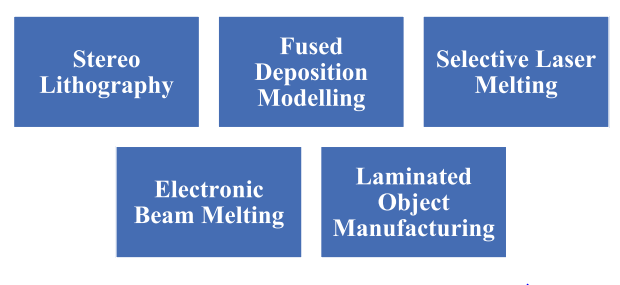 Stereo
Lithography
Fused
Deposition
Modelling
Selective Laser
Melting
Electronic
Beam Melting
Laminated
Object
Manufacturing